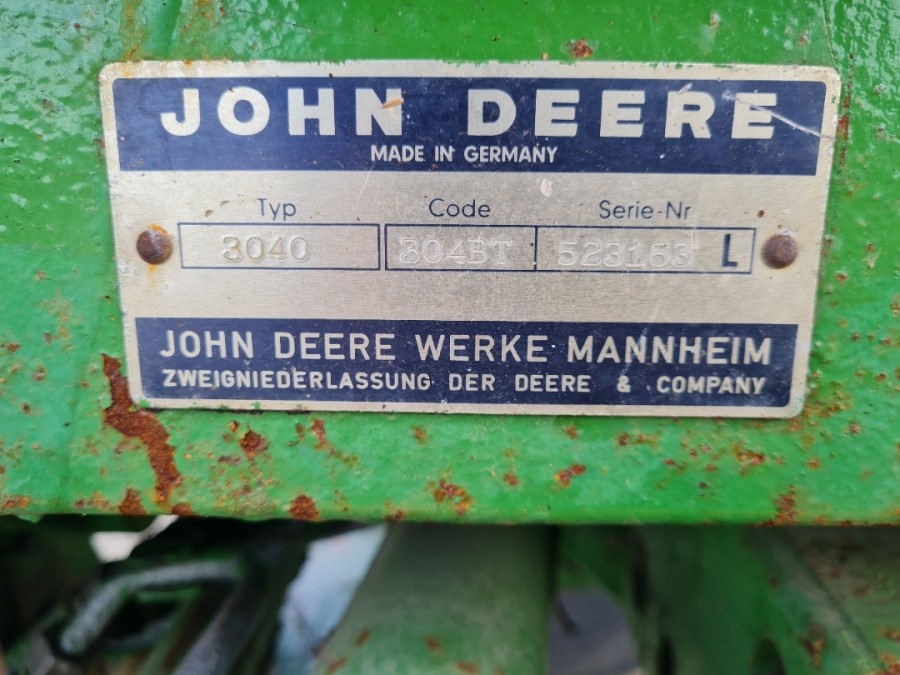 JOHN DEERE
MADE IN GERMANY
Typ Code Serie-Nr
3040 304BT 523163 L
JOHN DEERE WERKE MANNHEIM
ZWEIGNIEDERLASSUNG DER DEERE & COMPANY